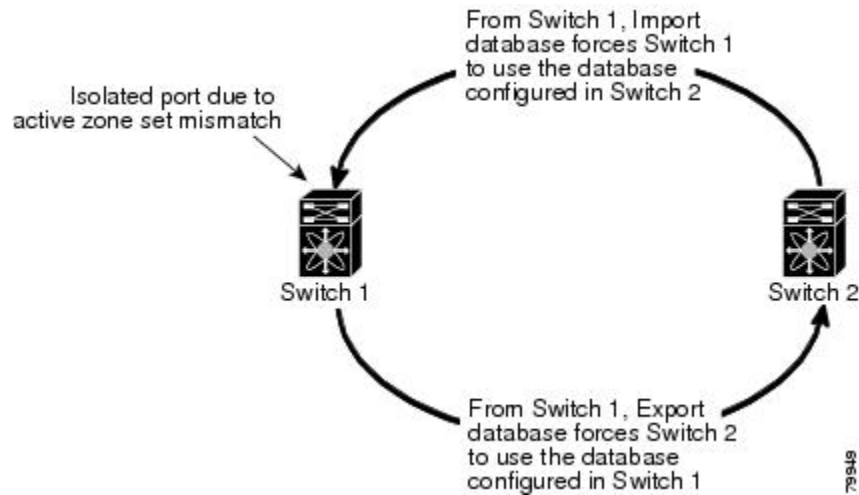 From Switch 1, Import
database forces Switch 1
to use the database
configured in Switch 2
Isolated port due to
active zone set mismatch
Switch 1
Switch 2
From Switch 1, Export
database forces Switch 2
to use the database
configured in Switch 1
79949